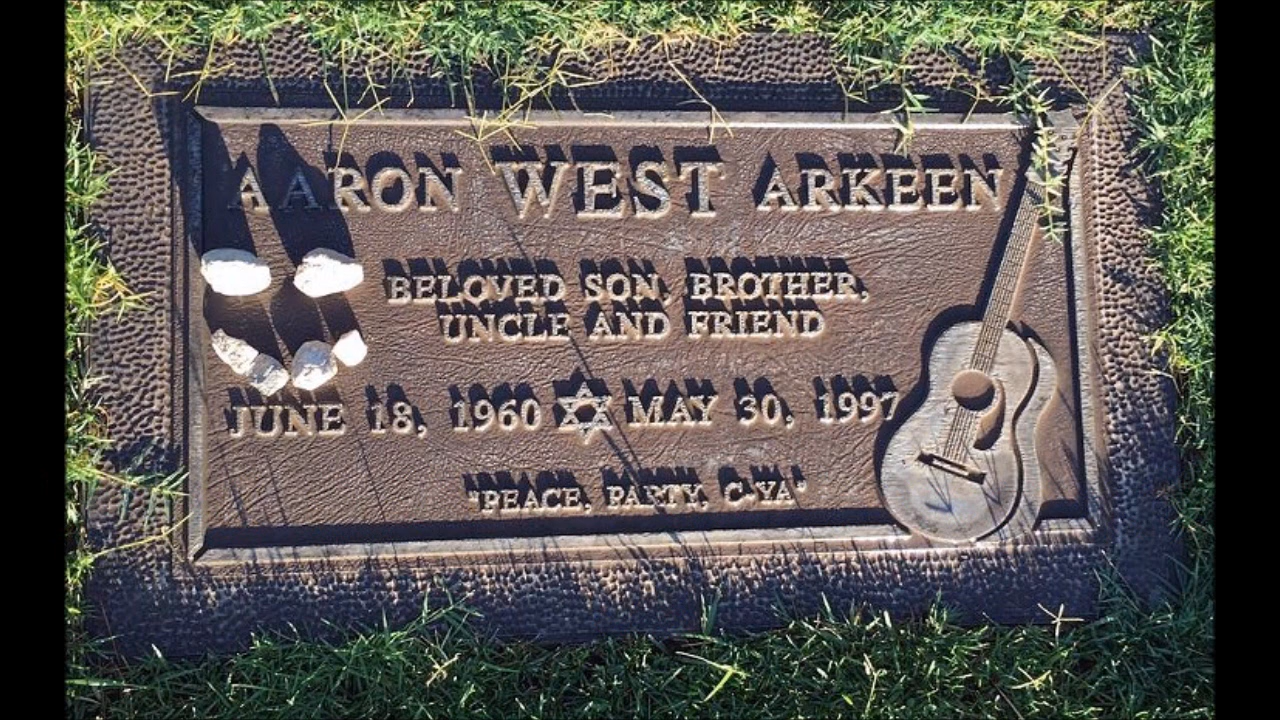 AARON WEST ARKEEN
BELOVED SON, BROTHER,
UNCLE AND FRIEND
JUNE 18, 1960 ✡ MAY 30, 1997
"PEACE, PARTY, C-YA"